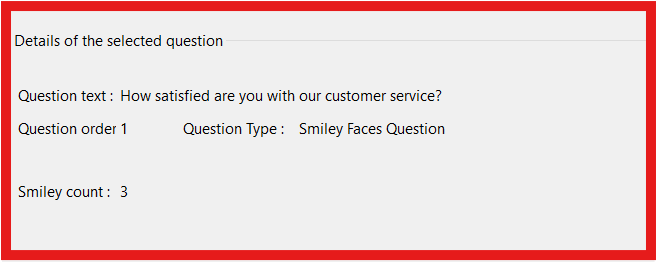 Details of the selected question
Question text : How satisfied are you with our customer service?
Question order 1 Question Type : Smiley Faces Question
Smiley count : 3